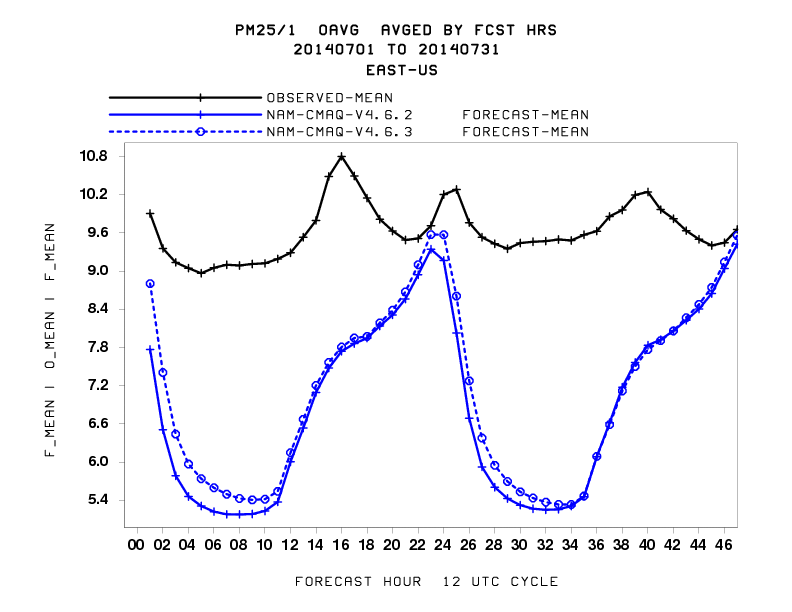 PM25/1 OAVG AVGED BY FCST HRS
20140701 TO 20140731
EAST-US
OBSERVED-MEAN
NAM-CMAQ-V4.6.2 FORECAST-MEAN
NAM-CMAQ-V4.6.3 FORECAST-MEAN
F_MEAN | O_MEAN | F_MEAN
10.8
10.2
9.6
9.0
8.4
7.8
7.2
6.6
6.0
5.4
00 02 04 06 08 10 12 14 16 18 20 22 24 26 28 30 32 34 36 38 40 42 44 46
FORECAST HOUR 12 UTC CYCLE